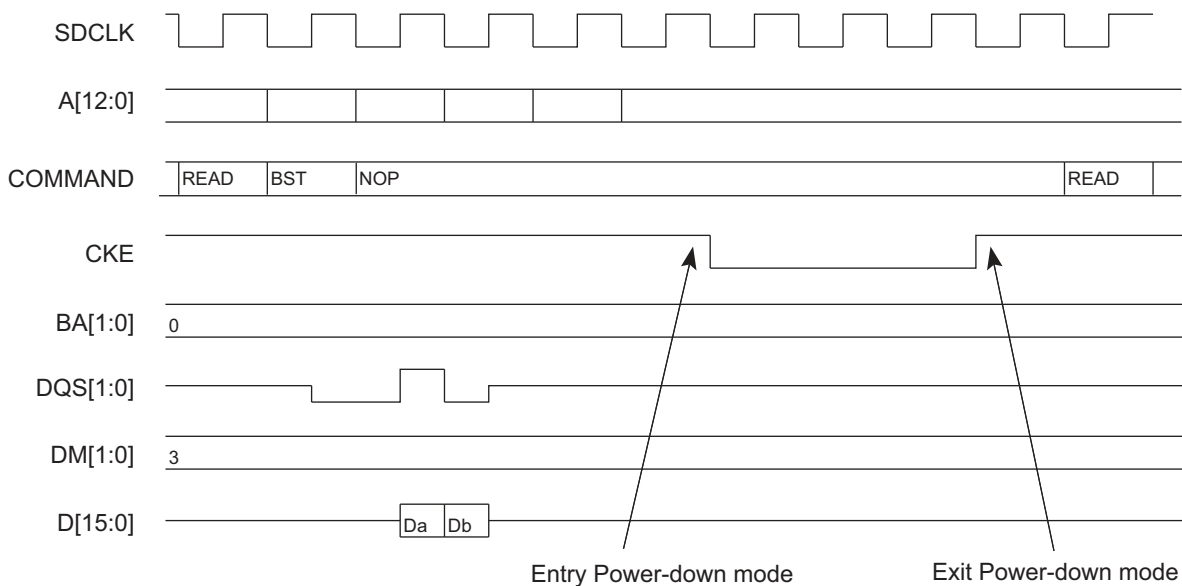 SDCLK
A[12:0]
COMMAND READ BST NOP READ
CKE
BA[1:0] 0
DQS[1:0]
DM[1:0] 3
D[15:0] Da Db
Entry Power-down mode Exit Power-down mode